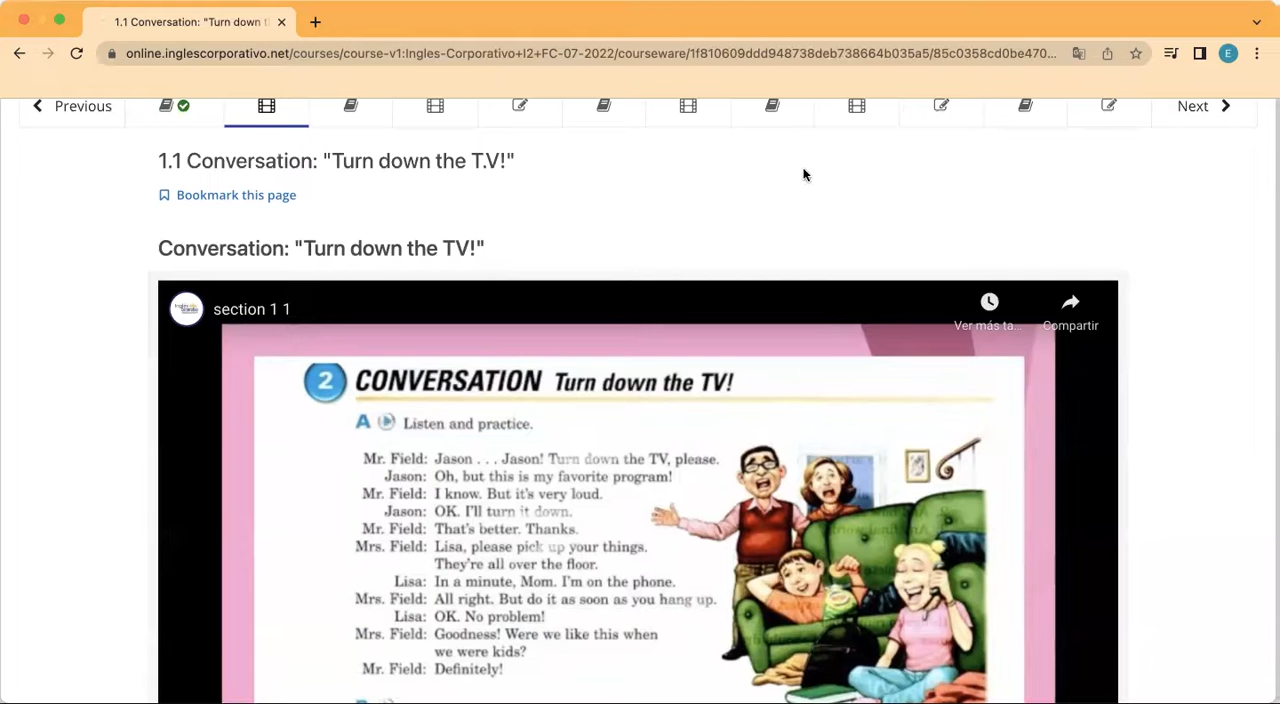 1.1 Conversation: "Turn down t
online.inglescorporativo.net/courses/course-v1:Ingles-Corporativo+I2+FC-07-2022/courseware/1f810609ddd948738deb738664b035a5/85c0358cd0be470...
E
Previous
Next
1.1 Conversation: "Turn down the T.V!"
Bookmark this page
Conversation: "Turn down the TV!"
section 1 1
Ver más ta...
Compartir
2 CONVERSATION Turn down the TV!
A Listen and practice.
Mr. Field: Jason . . . Jason! Turn down the TV, please.
Jason: Oh, but this is my favorite program!
Mr. Field: I know. But it's very loud.
Jason: OK. I'll turn it down.
Mr. Field: That's better. Thanks.
Mrs. Field: Lisa, please pick up your things.
They're all over the floor.
Lisa: In a minute, Mom. I'm on the phone.
Mrs. Field: All right. But do it as soon as you hang up.
Lisa: OK. No problem!
Mrs. Field: Goodness! Were we like this when
we were kids?
Mr. Field: Definitely!